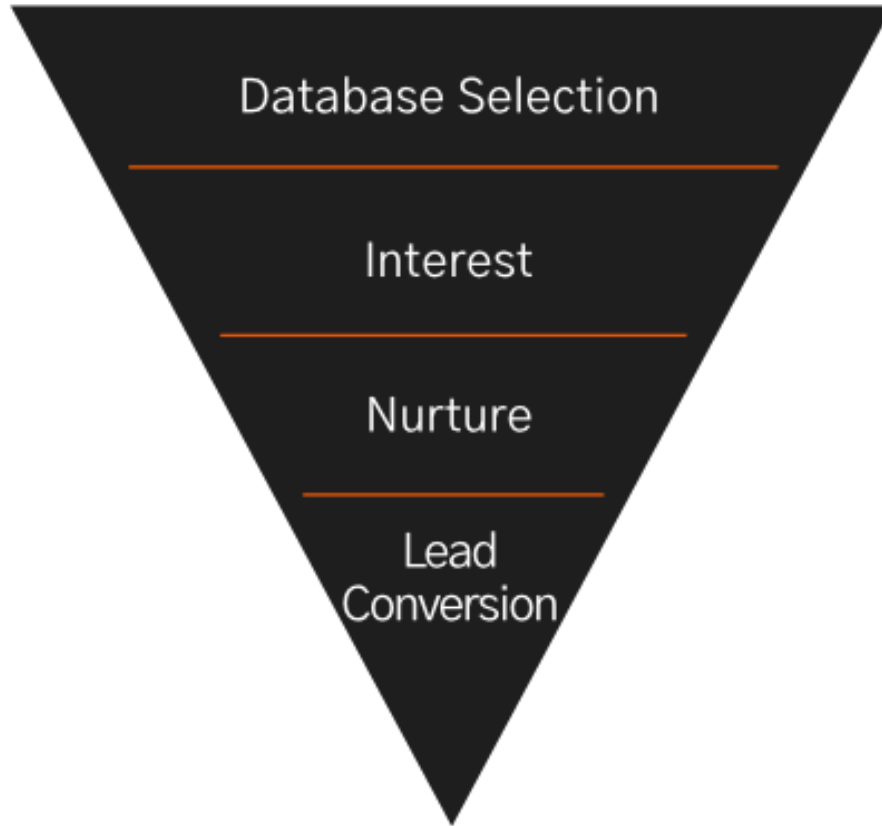 Database Selection
Interest
Nurture
Lead
Conversion